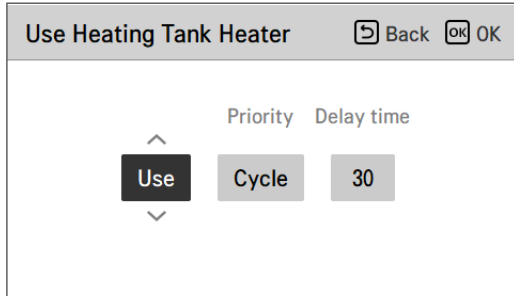 Use Heating Tank Heater Back OK OK
Priority Delay time
Use Cycle 30